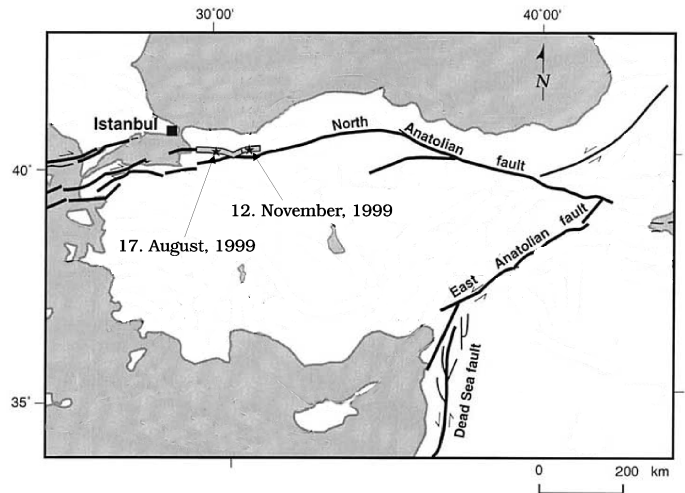 30°00' 40°00'
N
Istanbul
North Anatolian fault
40°
12. November, 1999
17. August, 1999
East Anatolian fault
35°
Dead Sea fault
0 200 km